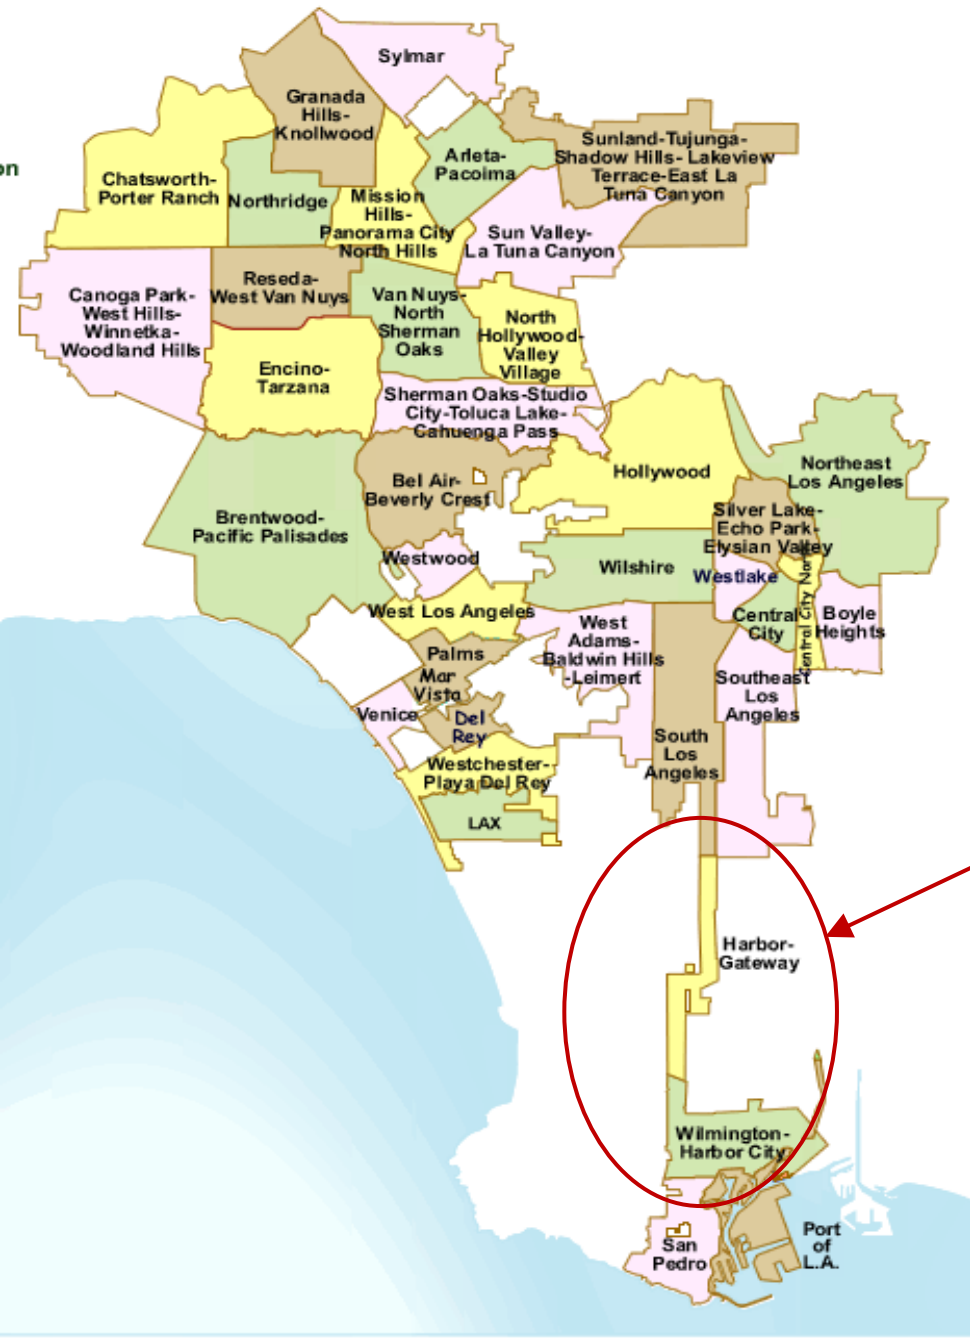 Sylmar
Granada
Hills-
Knollwood
on
Sunland-Tujunga-
Shadow Hills- Lakeview
Terrace-East La
Tuna Canyon
Arleta-
Pacoima
Chatsworth-
Porter Ranch
Northridge
Mission
Hills-
Panorama City
North Hills
Sun Valley-
La Tuna Canyon
Reseda-
West Van Nuys
Canoga Park-
West Hills-
Winnetka-
Woodland Hills
Van Nuys-
North
Sherman
Oaks
North
Hollywood-
Valley
Village
Encino-
Tarzana
Sherman Oaks-Studio
City-Toluca Lake-
Cahuenga Pass
Hollywood
Northeast
Los Angeles
Bel Air-
Beverly Crest
Silver Lake-
Echo Park-
Elysian Valley
Brentwood-
Pacific Palisades
Westwood
Wilshire
Westlake
Central City North
West Los Angeles
Central
City
Boyle
Heights
West
Adams-
Baldwin Hills
-Leimert
Palms
Mar
Vista
Southeast
Los
Angeles
Venice
Del
Rey
South
Los
Angeles
Westchester-
Playa Del Rey
LAX
Harbor-
Gateway
Wilmington-
Harbor City
San
Pedro
Port
of
L.A.